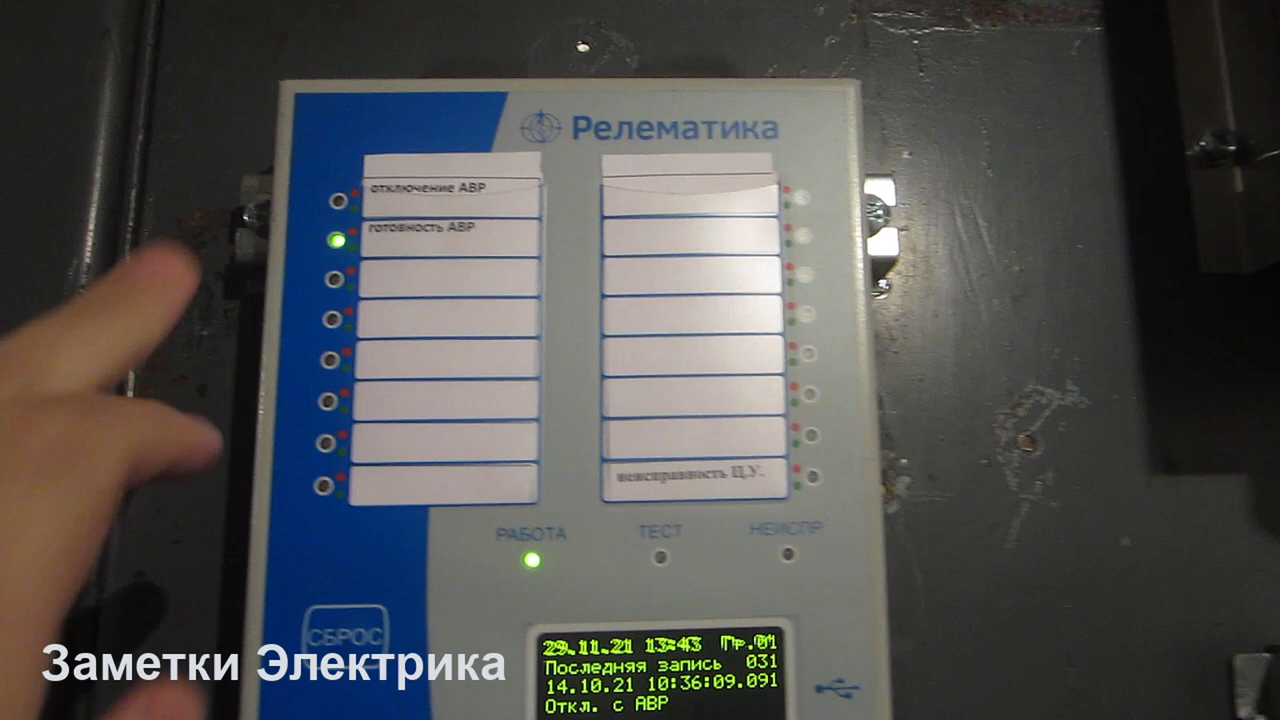 Релематика
отключение АВР
готовность АВР
неисправность Ц.У.
РАБОТА ТЕСТ НЕИСПР
СБРОС
29.11.21 13:43 Гр.01
Последняя запись 031
14.10.21 10:36:09.091
Откл. с АВР
Заметки Электрика